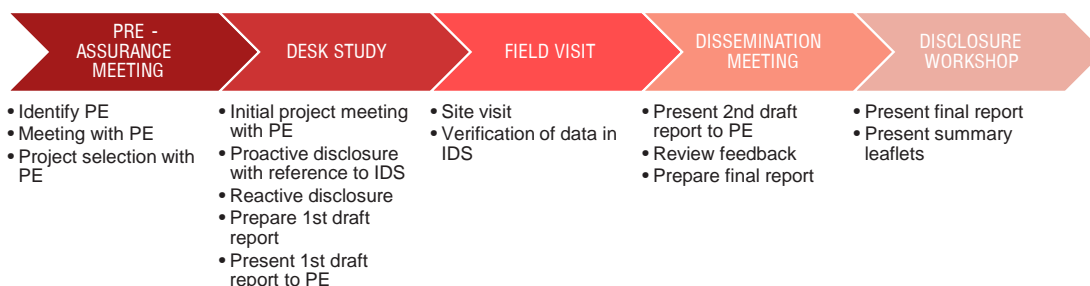 PRE -
ASSURANCE
MEETING
DESK STUDY
FIELD VISIT
DISSEMINATION
MEETING
DISCLOSURE
WORKSHOP
• Identify PE
• Meeting with PE
• Project selection with
PE
• Initial project meeting
with PE
• Proactive disclosure
with reference to IDS
• Reactive disclosure
• Prepare 1st draft
report
• Present 1st draft
report to PE
• Site visit
• Verification of data in
IDS
• Present 2nd draft
report to PE
• Review feedback
• Prepare final report
• Present final report
• Present summary
leaflets